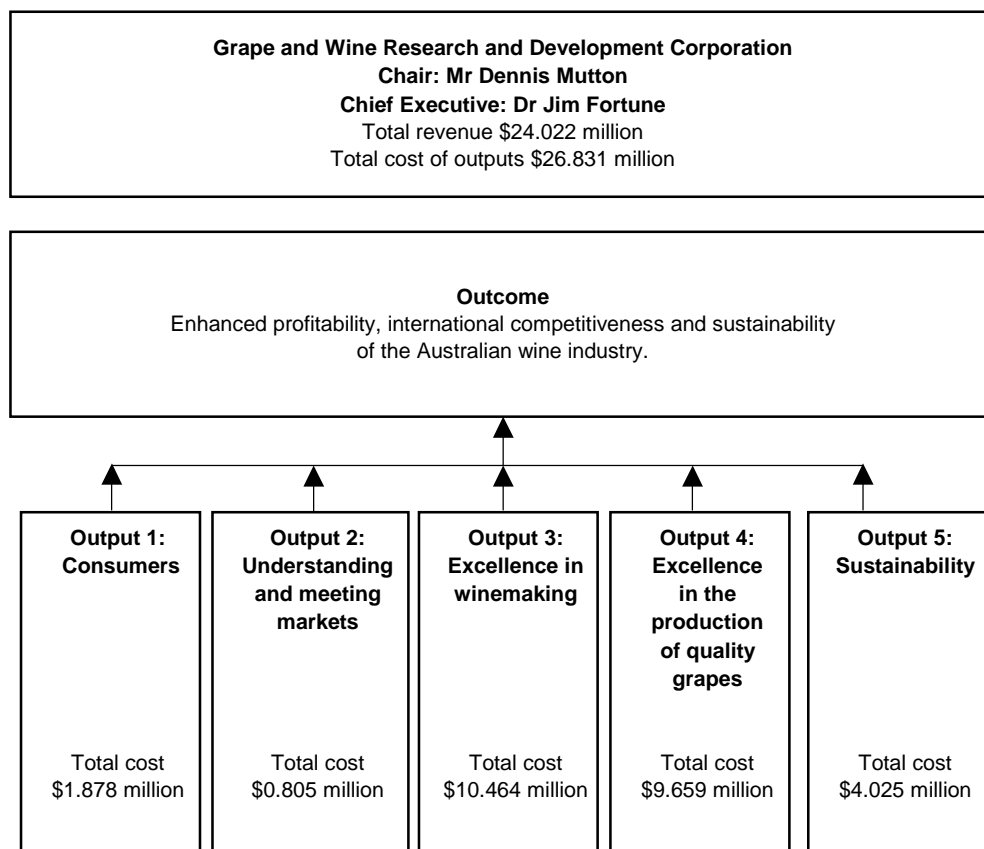 Grape and Wine Research and Development Corporation
Chair: Mr Dennis Mutton
Chief Executive: Dr Jim Fortune
Total revenue $24.022 million
Total cost of outputs $26.831 million
Outcome
Enhanced profitability, international competitiveness and sustainability
of the Australian wine industry.
Output 1:
Consumers
Total cost
$1.878 million
Output 2:
Understanding
and meeting
markets
Total cost
$0.805 million
Output 3:
Excellence in
winemaking
Total cost
$10.464 million
Output 4:
Excellence
in the
production
of quality
grapes
Total cost
$9.659 million
Output 5:
Sustainability
Total cost
$4.025 million